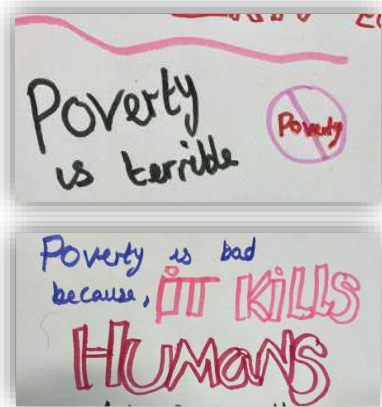 Poverty
is terrible
Poverty
Poverty is bad
because, IT KILLS
HUMANS